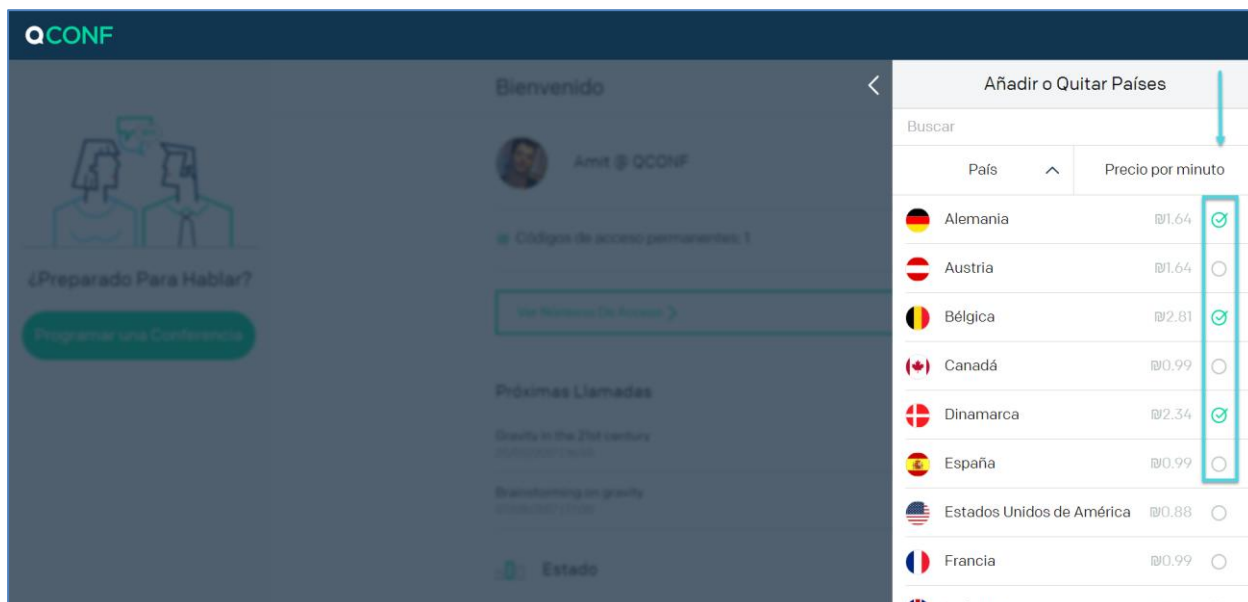 QCONF
Bienvenido
Amit @ QCONF
Códigos de acceso permanentes; 1
¿Preparado Para Hablar?
Programar una Conferencia
Ver Números De Acceso >
Próximas Llamadas
Gravity in the 21st century
Brainstorming on gravity
Estado
Añadir o Quitar Países
Buscar
País
Precio por minuto
Alemania ₪1.64
Austria ₪1.64
Bélgica ₪2.81
Canadá ₪0.99
Dinamarca ₪2.34
España ₪0.99
Estados Unidos de América ₪0.88
Francia ₪0.99